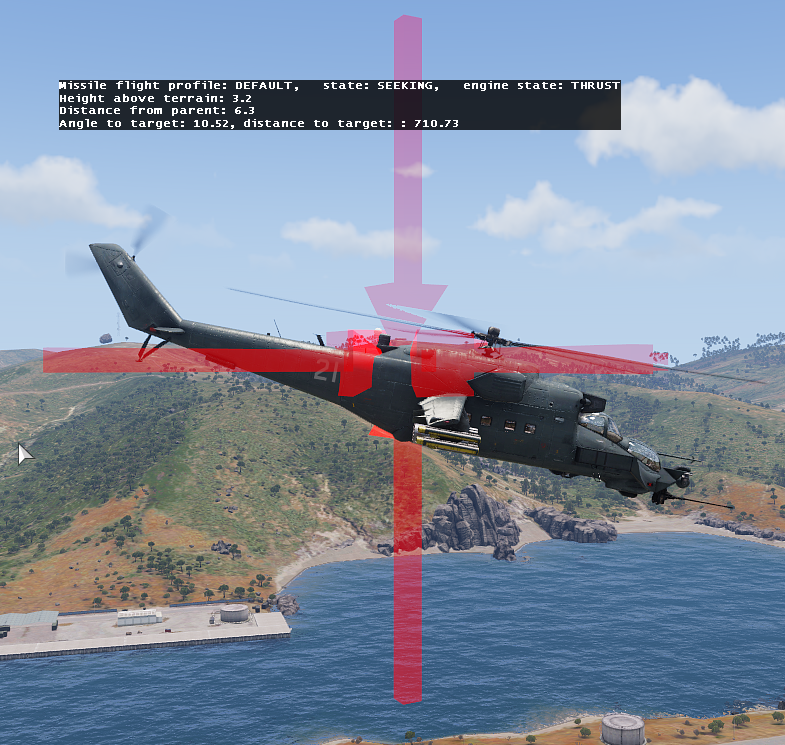 Missile flight profile: DEFAULT,   state: SEEKING,   engine state: THRUST
Height above terrain: 3.2
Distance from parent: 6.3
Angle to target: 10.52, distance to target: : 710.73
21